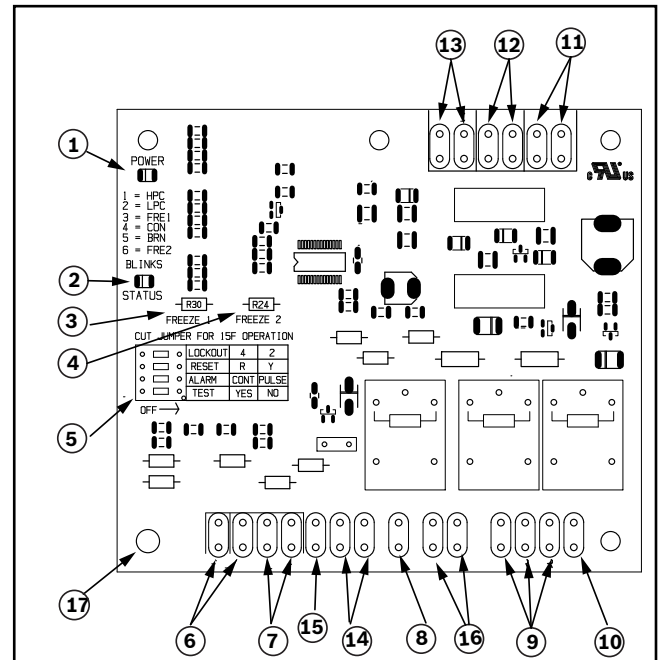 13
12
11
1
POWER
1 = HPC
2 = LPC
3 = FRE1
4 = CON
5 = BRN
6 = FRE2
BLINKS
2
STATUS
c RU US
R30
R24
3
FREEZE 1
FREEZE 2
4
CUT JUMPER FOR 15F OPERATION
LOCKOUT 4 2
RESET R Y
ALARM CONT PULSE
TEST YES NO
OFF
5
17
6
7
15
14
8
16
9
10